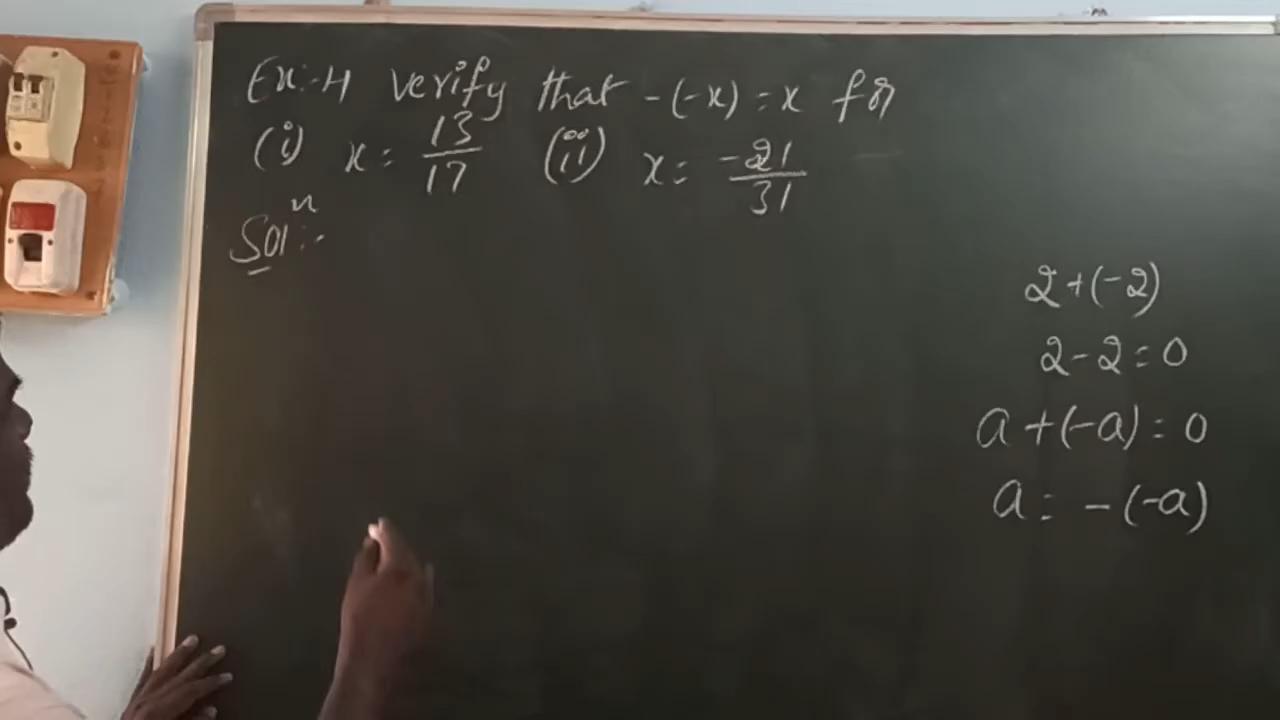 Ex:-4 verify that -(-x) = x for
(i) x = 13/17 (ii) x = -21/31
Solⁿ:-
2+(-2)
2-2=0
a+(-a)=0
a= -(-a)